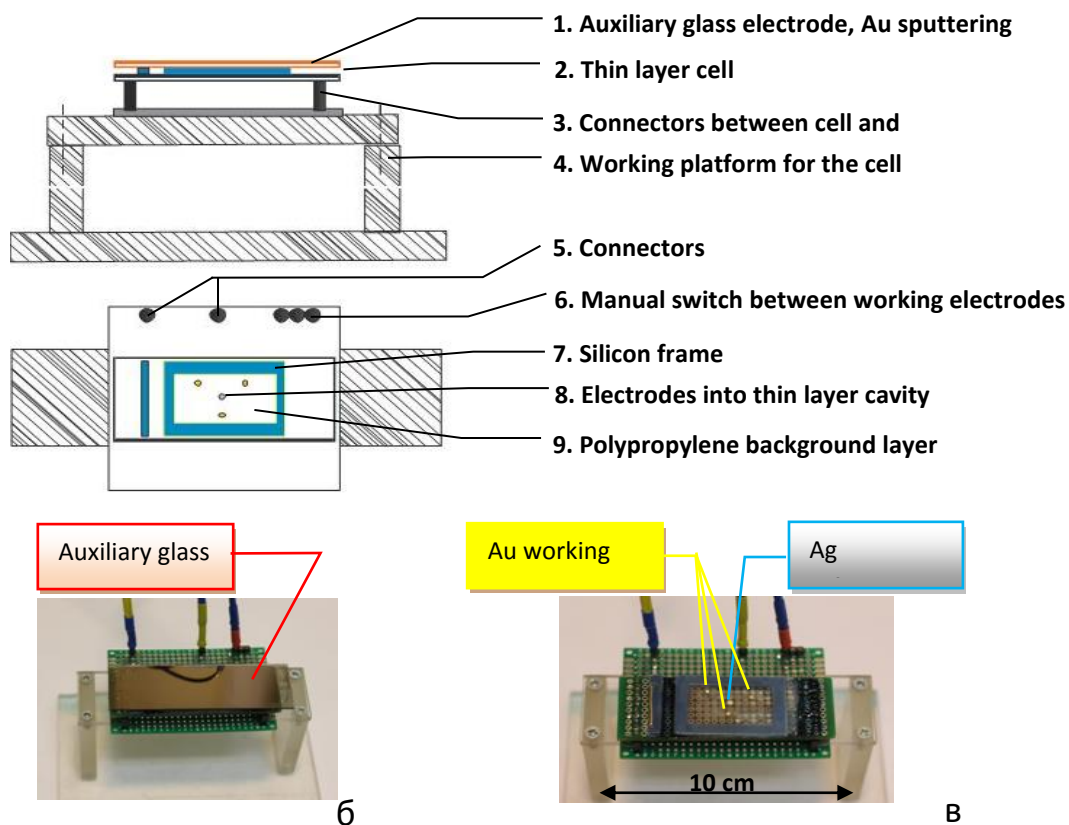 1. Auxiliary glass electrode, Au sputtering
2. Thin layer cell
3. Connectors between cell and
4. Working platform for the cell
5. Connectors
6. Manual switch between working electrodes
7. Silicon frame
8. Electrodes into thin layer cavity
9. Polypropylene background layer
Auxiliary glass
Au working
Ag
10 cm
б
в